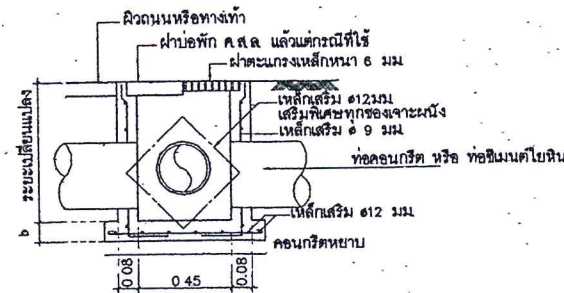 ผิวถนนหรือทางเท้า
ฝาบ่อพัก ค.ส.ล. แล้วแต่กรณีที่ใช้
ฝาตะแกรงเหล็กหนา 6 มม.
เหล็กเสริม ø12มม.
เสริมพิเศษทุกช่องเจาะผนัง
เหล็กเสริม ø 9 มม.
ระยะเปลี่ยนแปลง
ท่อคอนกรีต หรือ ท่อซีเมนต์ใยหิน
เหล็กเสริม ø12 มม.
b
คอนกรีตหยาบ
0.08
0.45
0.08